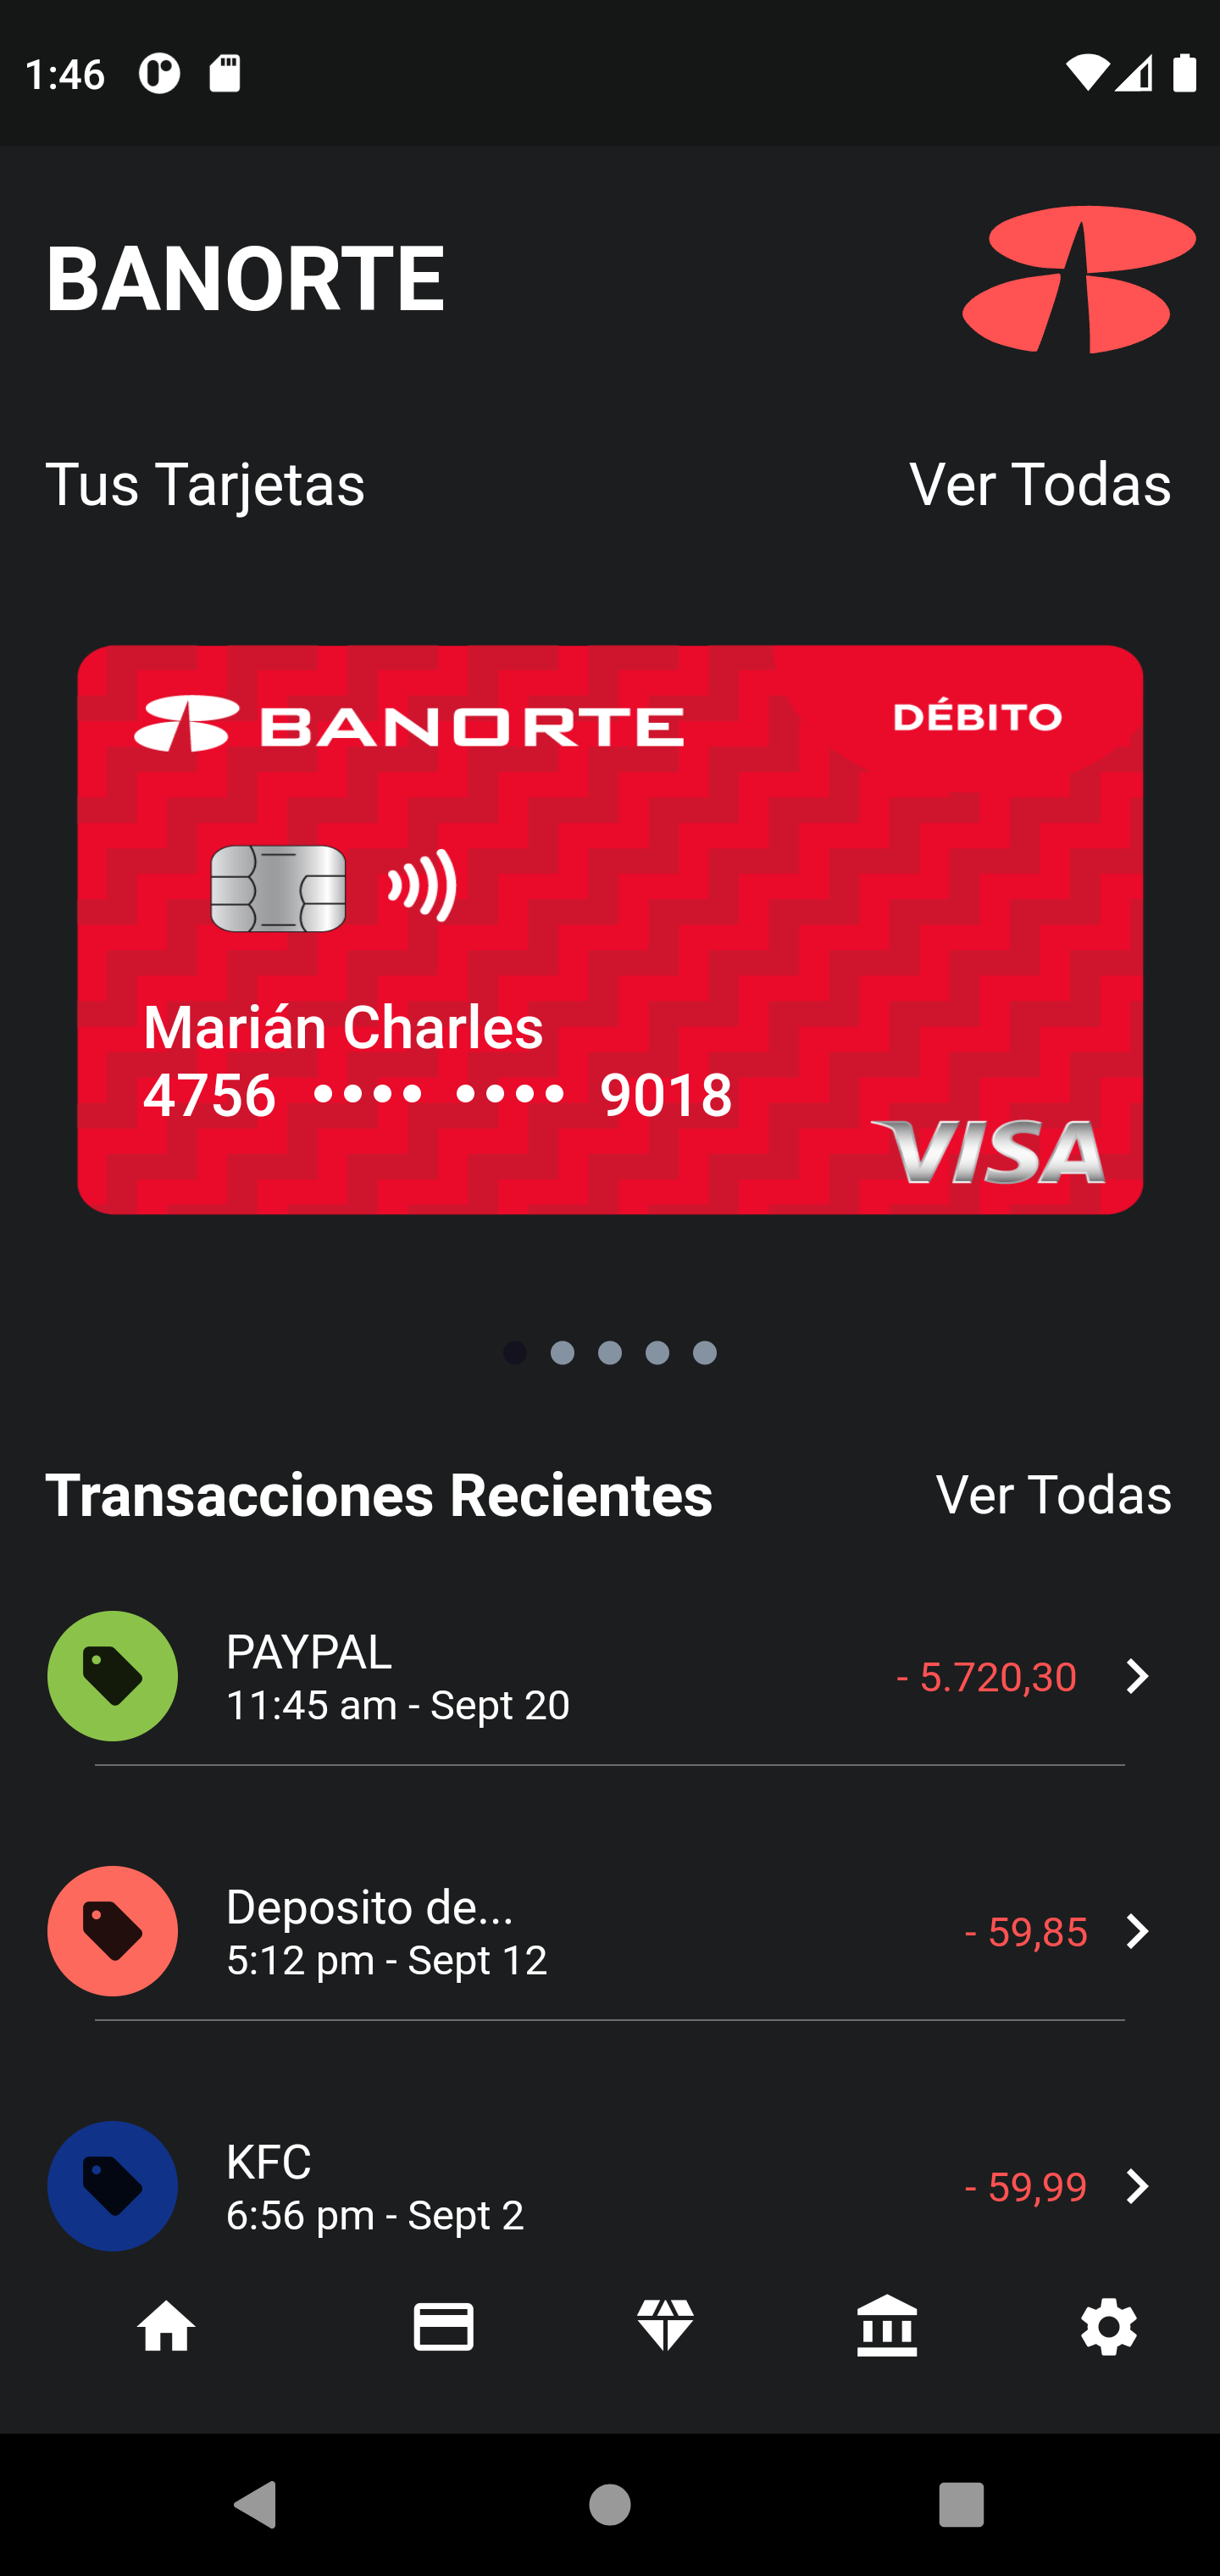 1:46
BANORTE
Tus Tarjetas
Ver Todas
BANORTE
DÉBITO
Marián Charles
4756 •••• •••• 9018
VISA
Transacciones Recientes
Ver Todas
PAYPAL
11:45 am - Sept 20
- 5.720,30
Deposito de...
5:12 pm - Sept 12
- 59,85
KFC
6:56 pm - Sept 2
- 59,99